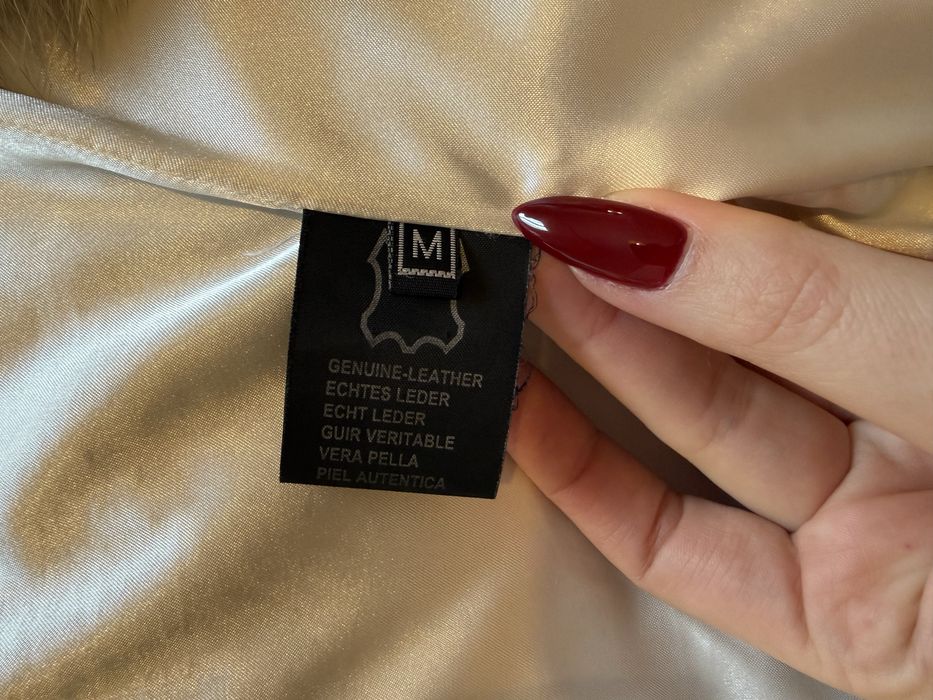 M
GENUINE-LEATHER
ECHTES LEDER
ECHT LEDER
GUIR VERITABLE
VERA PELLA
PIEL AUTENTICA